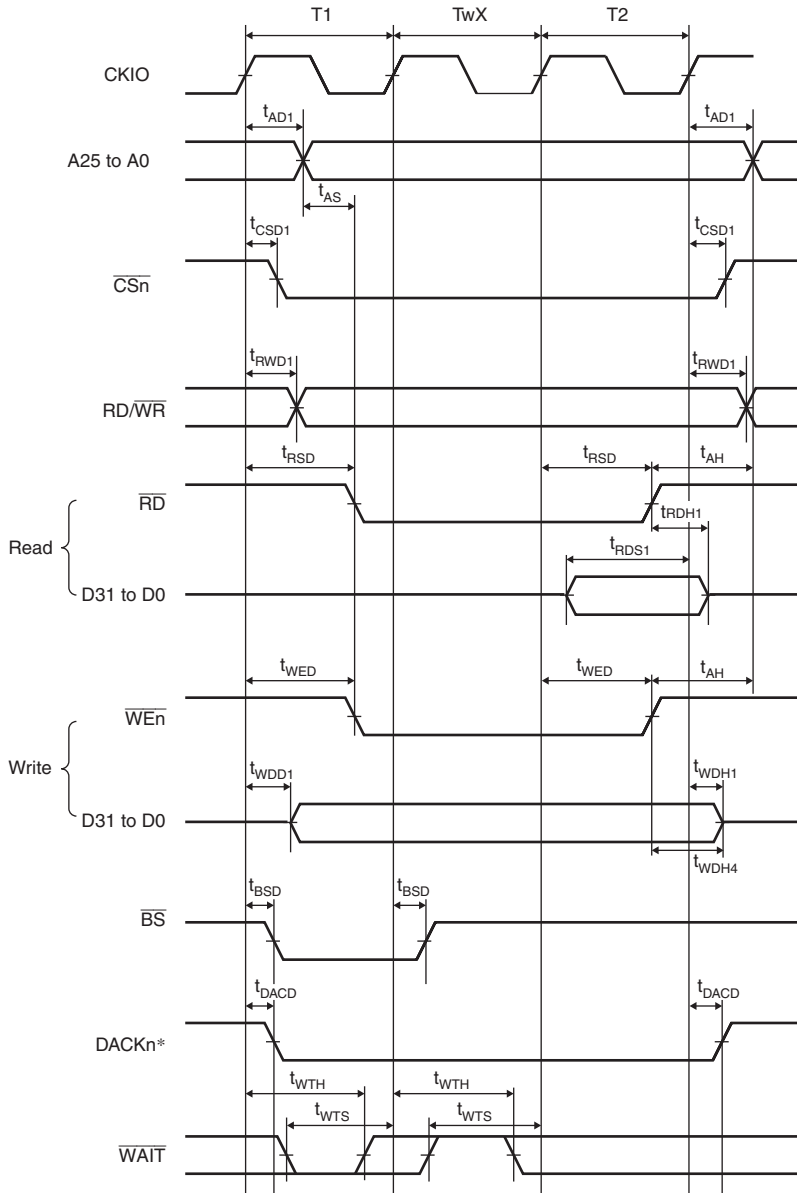 T1 TwX T2
CKIO
tAD1 tAD1
A25 to A0
tAS
tCSD1 tCSD1
CSn
tRWD1 tRWD1
RD/WR
tRSD tRSD tAH
RD
tRDH1
Read
tRDS1
D31 to D0
tWED tWED tAH
WEn
Write
tWDD1 tWDH1
D31 to D0
tWDH4
tBSD tBSD
BS
tDACD tDACD
DACKn*
tWTH tWTH
tWTS tWTS
WAIT